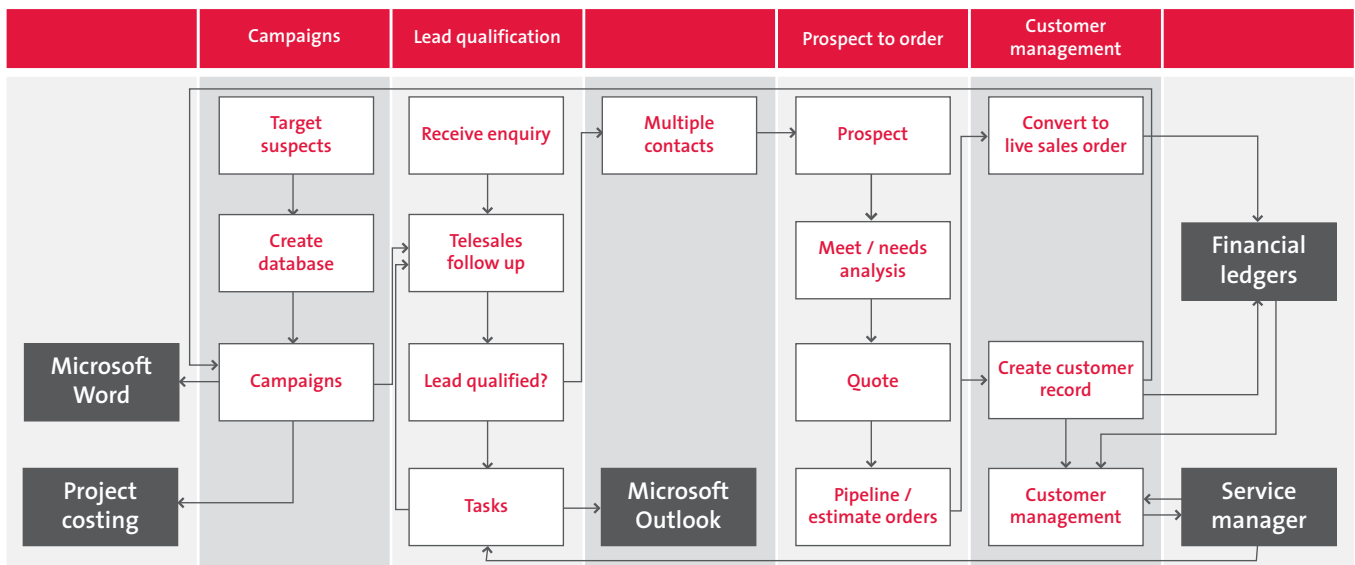 Campaigns
Lead qualification
Prospect to order
Customer
management
Target
suspects
Receive enquiry
Multiple
contacts
Prospect
Convert to
live sales order
Create
database
Telesales
follow up
Meet / needs
analysis
Financial
ledgers
Microsoft
Word
Campaigns
Lead qualified?
Quote
Create customer
record
Project
costing
Tasks
Microsoft
Outlook
Pipeline /
estimate orders
Customer
management
Service
manager